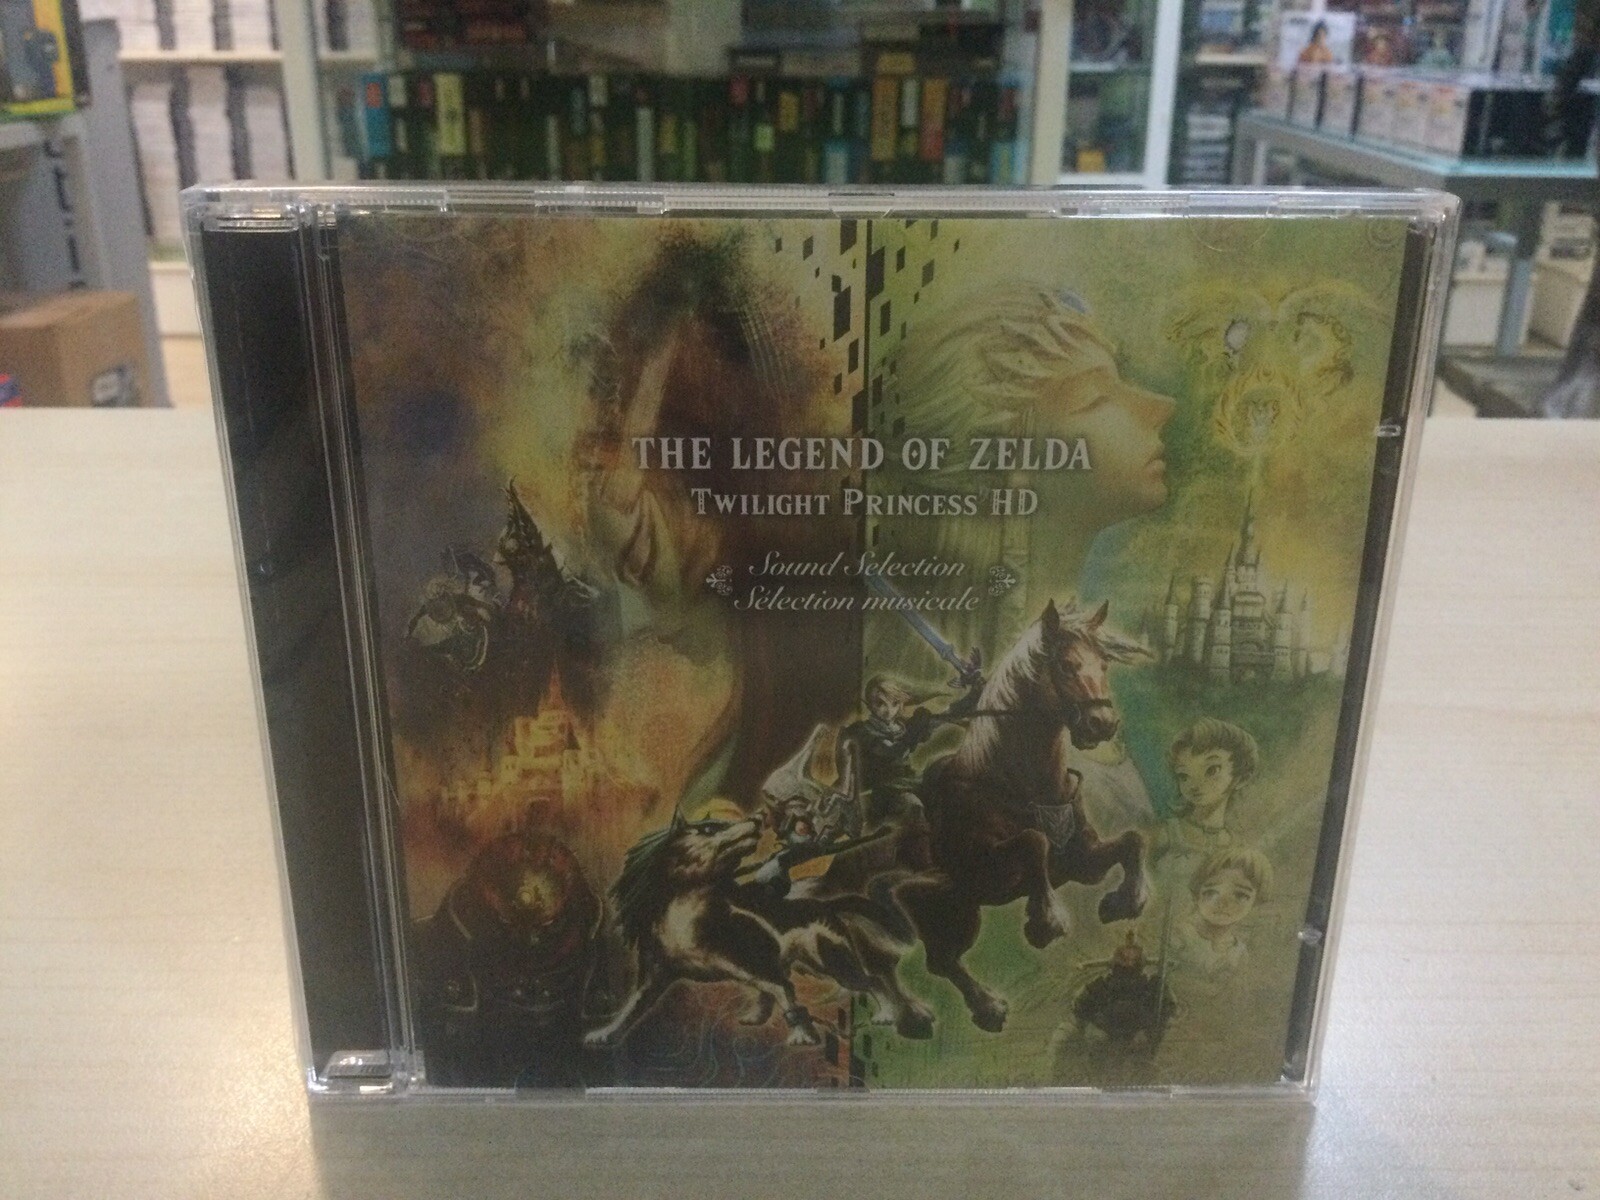 THE LEGEND OF ZELDA
TWILIGHT PRINCESS HD
Sound Selection
Sélection musicale